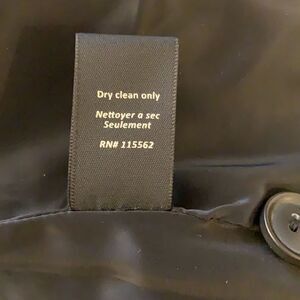 Dry clean only
Nettoyer a sec
Seulement
RN# 115562